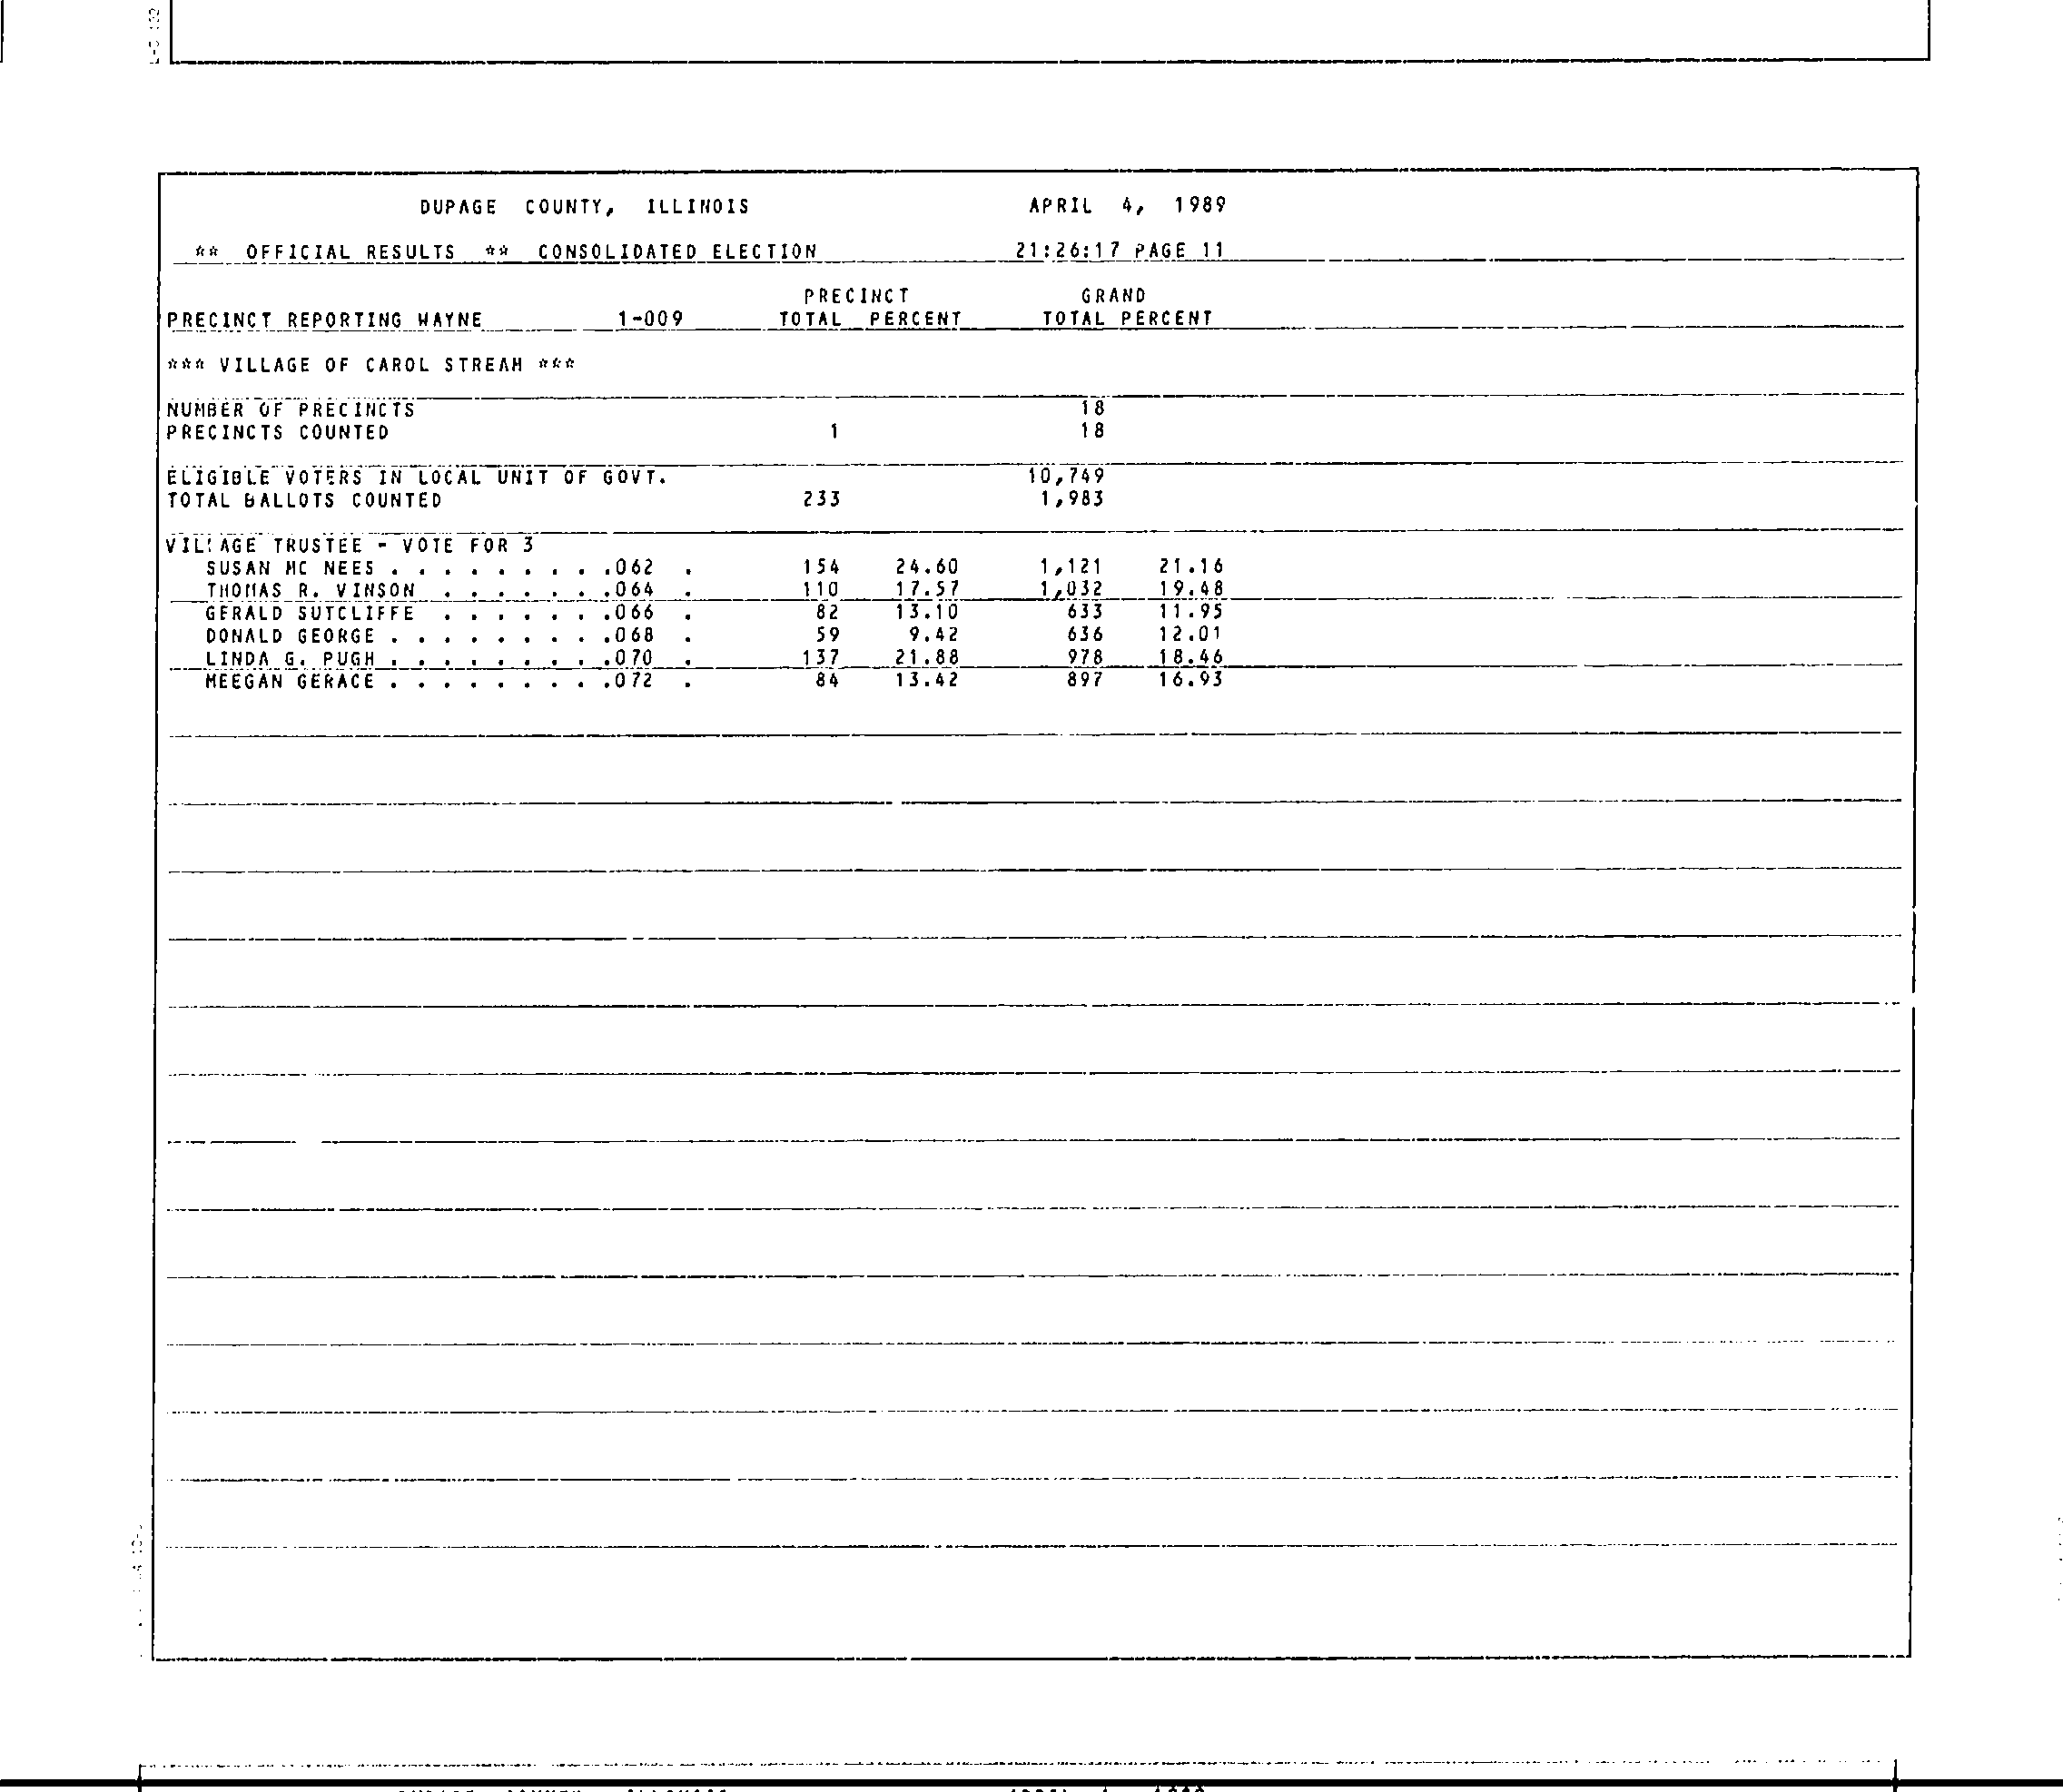 DUPAGE COUNTY, ILLINOIS APRIL 4, 1989
** OFFICIAL RESULTS ** CONSOLIDATED ELECTION 21:26:17 PAGE 11
PRECINCT GRAND
PRECINCT REPORTING WAYNE 1-009 TOTAL PERCENT TOTAL PERCENT
*** VILLAGE OF CAROL STREAM ***
NUMBER OF PRECINCTS 18
PRECINCTS COUNTED 1 18
ELIGIBLE VOTERS IN LOCAL UNIT OF GOVT. 10,769
TOTAL BALLOTS COUNTED 233 1,983
VILLAGE TRUSTEE - VOTE FOR 3
SUSAN MC NEES . . . . . . . . .062 . 154 24.60 1,121 21.16
THOMAS R. VINSON . . . . . . .064 . 110 17.57 1,032 19.48
GERALD SUTCLIFFE . . . . . . .066 . 82 13.10 633 11.95
DONALD GEORGE . . . . . . . . .068 . 59 9.42 636 12.01
LINDA G. PUGH . . . . . . . . .070 . 137 21.88 978 18.46
MEEGAN GERACE . . . . . . . . .072 . 84 13.42 897 16.93